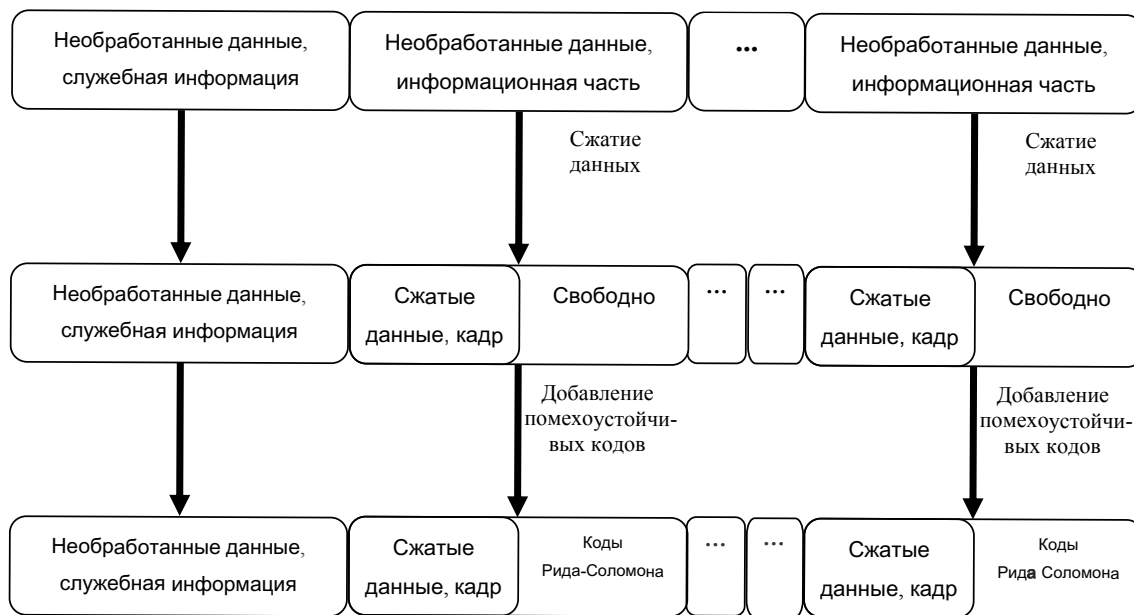 Необработанные данные,
служебная информация
Необработанные данные,
информационная часть
...
Необработанные данные,
информационная часть
Сжатие
данных
Сжатие
данных
Необработанные данные,
служебная информация
Сжатые
данные, кадр
Свободно
...
...
Сжатые
данные, кадр
Свободно
Добавление
помехоустойчи-
вых кодов
Добавление
помехоустойчи-
вых кодов
Необработанные данные,
служебная информация
Сжатые
данные, кадр
Коды
Рида-Соломона
...
...
Сжатые
данные, кадр
Коды
Рида Соломона